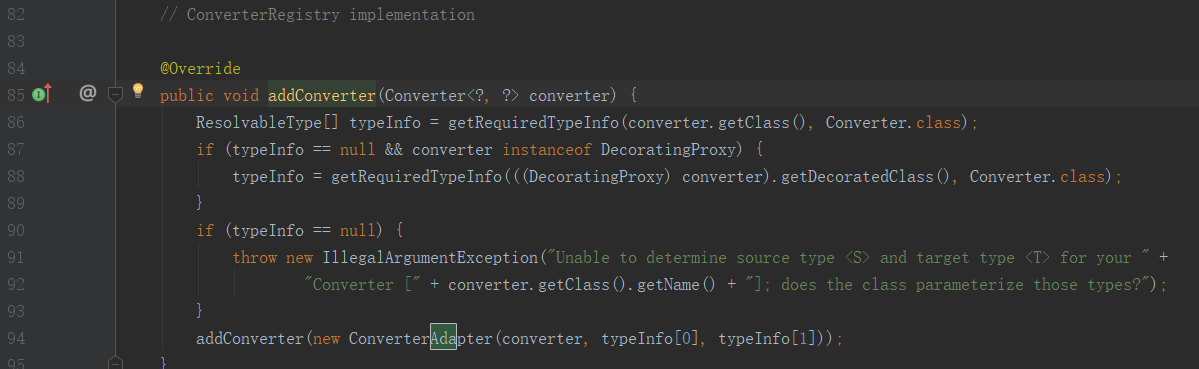 82 // ConverterRegistry implementation
83
84 @Override
85 @ public void addConverter(Converter<?, ?> converter) {
86 ResolvableType[] typeInfo = getRequiredTypeInfo(converter.getClass(), Converter.class);
87 if (typeInfo == null && converter instanceof DecoratingProxy) {
88 typeInfo = getRequiredTypeInfo(((DecoratingProxy) converter).getDecoratedClass(), Converter.class);
89 }
90 if (typeInfo == null) {
91 throw new IllegalArgumentException("Unable to determine source type <S> and target type <T> for your " +
92 "Converter [" + converter.getClass().getName() + "]; does the class parameterize those types?");
93 }
94 addConverter(new ConverterAdapter(converter, typeInfo[0], typeInfo[1]));
95 }